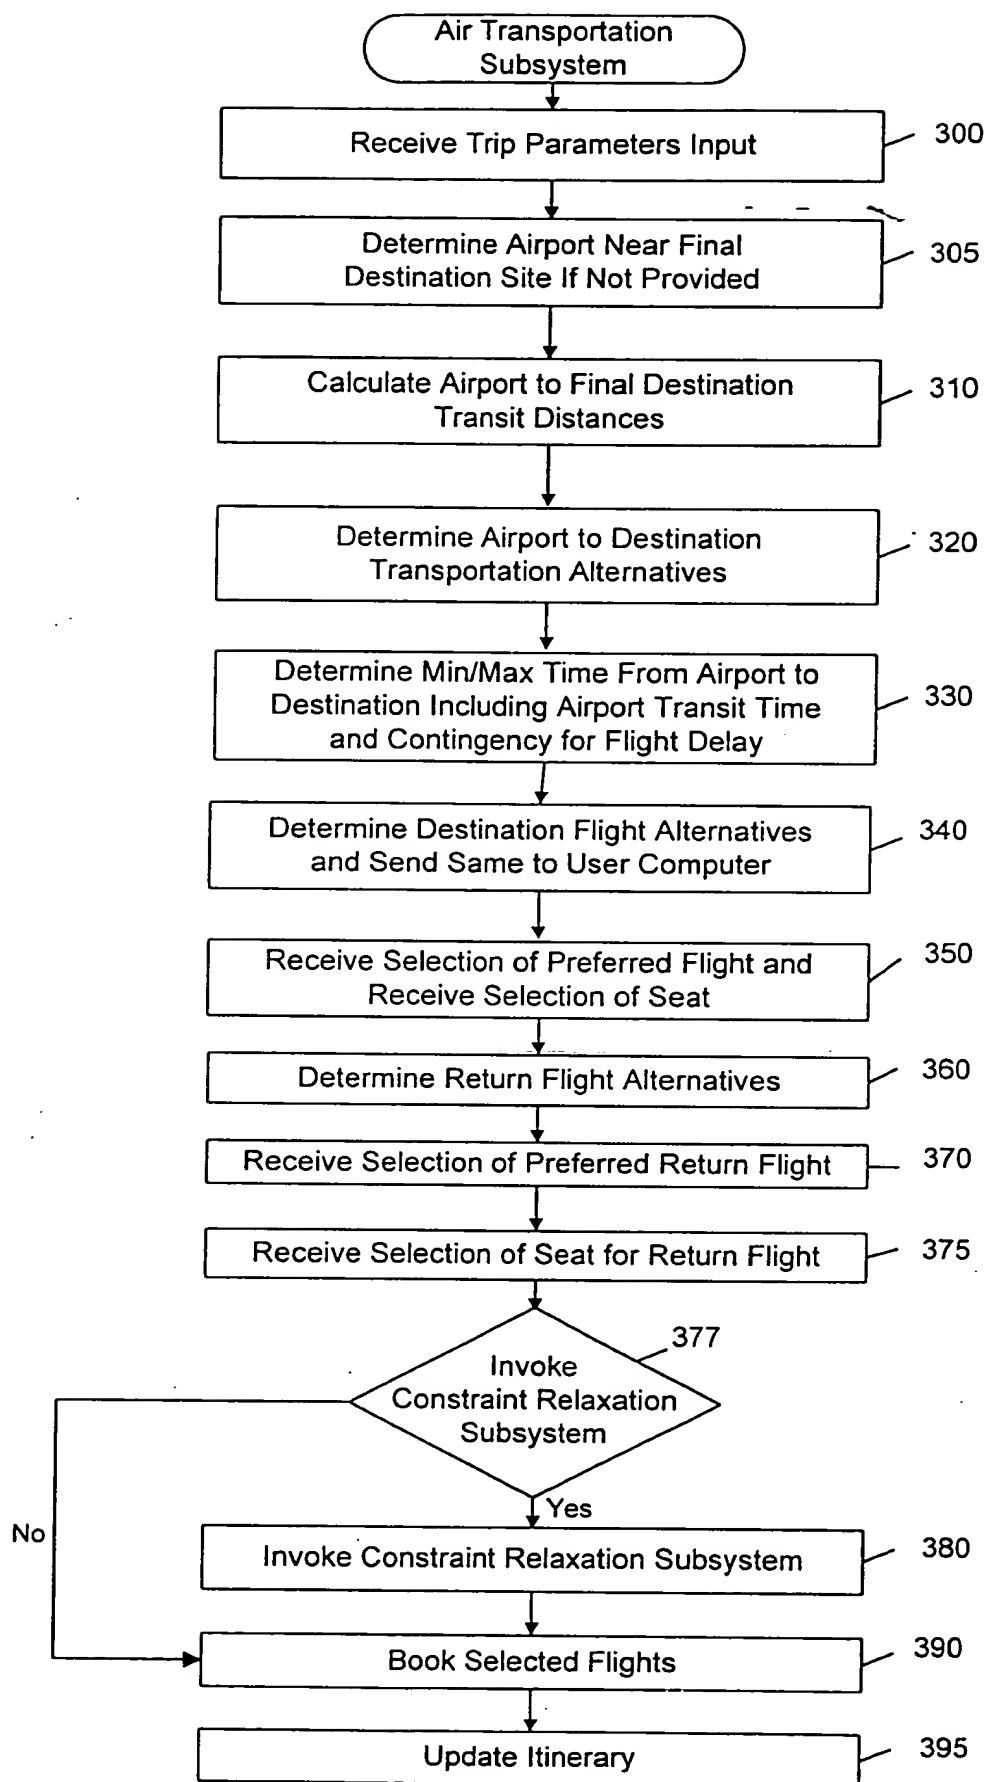 Air Transportation
Subsystem
Receive Trip Parameters Input
300
Determine Airport Near Final
Destination Site If Not Provided
305
Calculate Airport to Final Destination
Transit Distances
310
Determine Airport to Destination
Transportation Alternatives
320
Determine Min/Max Time From Airport to
Destination Including Airport Transit Time
and Contingency for Flight Delay
330
Determine Destination Flight Alternatives
and Send Same to User Computer
340
Receive Selection of Preferred Flight and
Receive Selection of Seat
350
Determine Return Flight Alternatives
360
Receive Selection of Preferred Return Flight
370
Receive Selection of Seat for Return Flight
375
377
Invoke
Constraint Relaxation
Subsystem
Yes
No
Invoke Constraint Relaxation Subsystem
380
Book Selected Flights
390
Update Itinerary
395